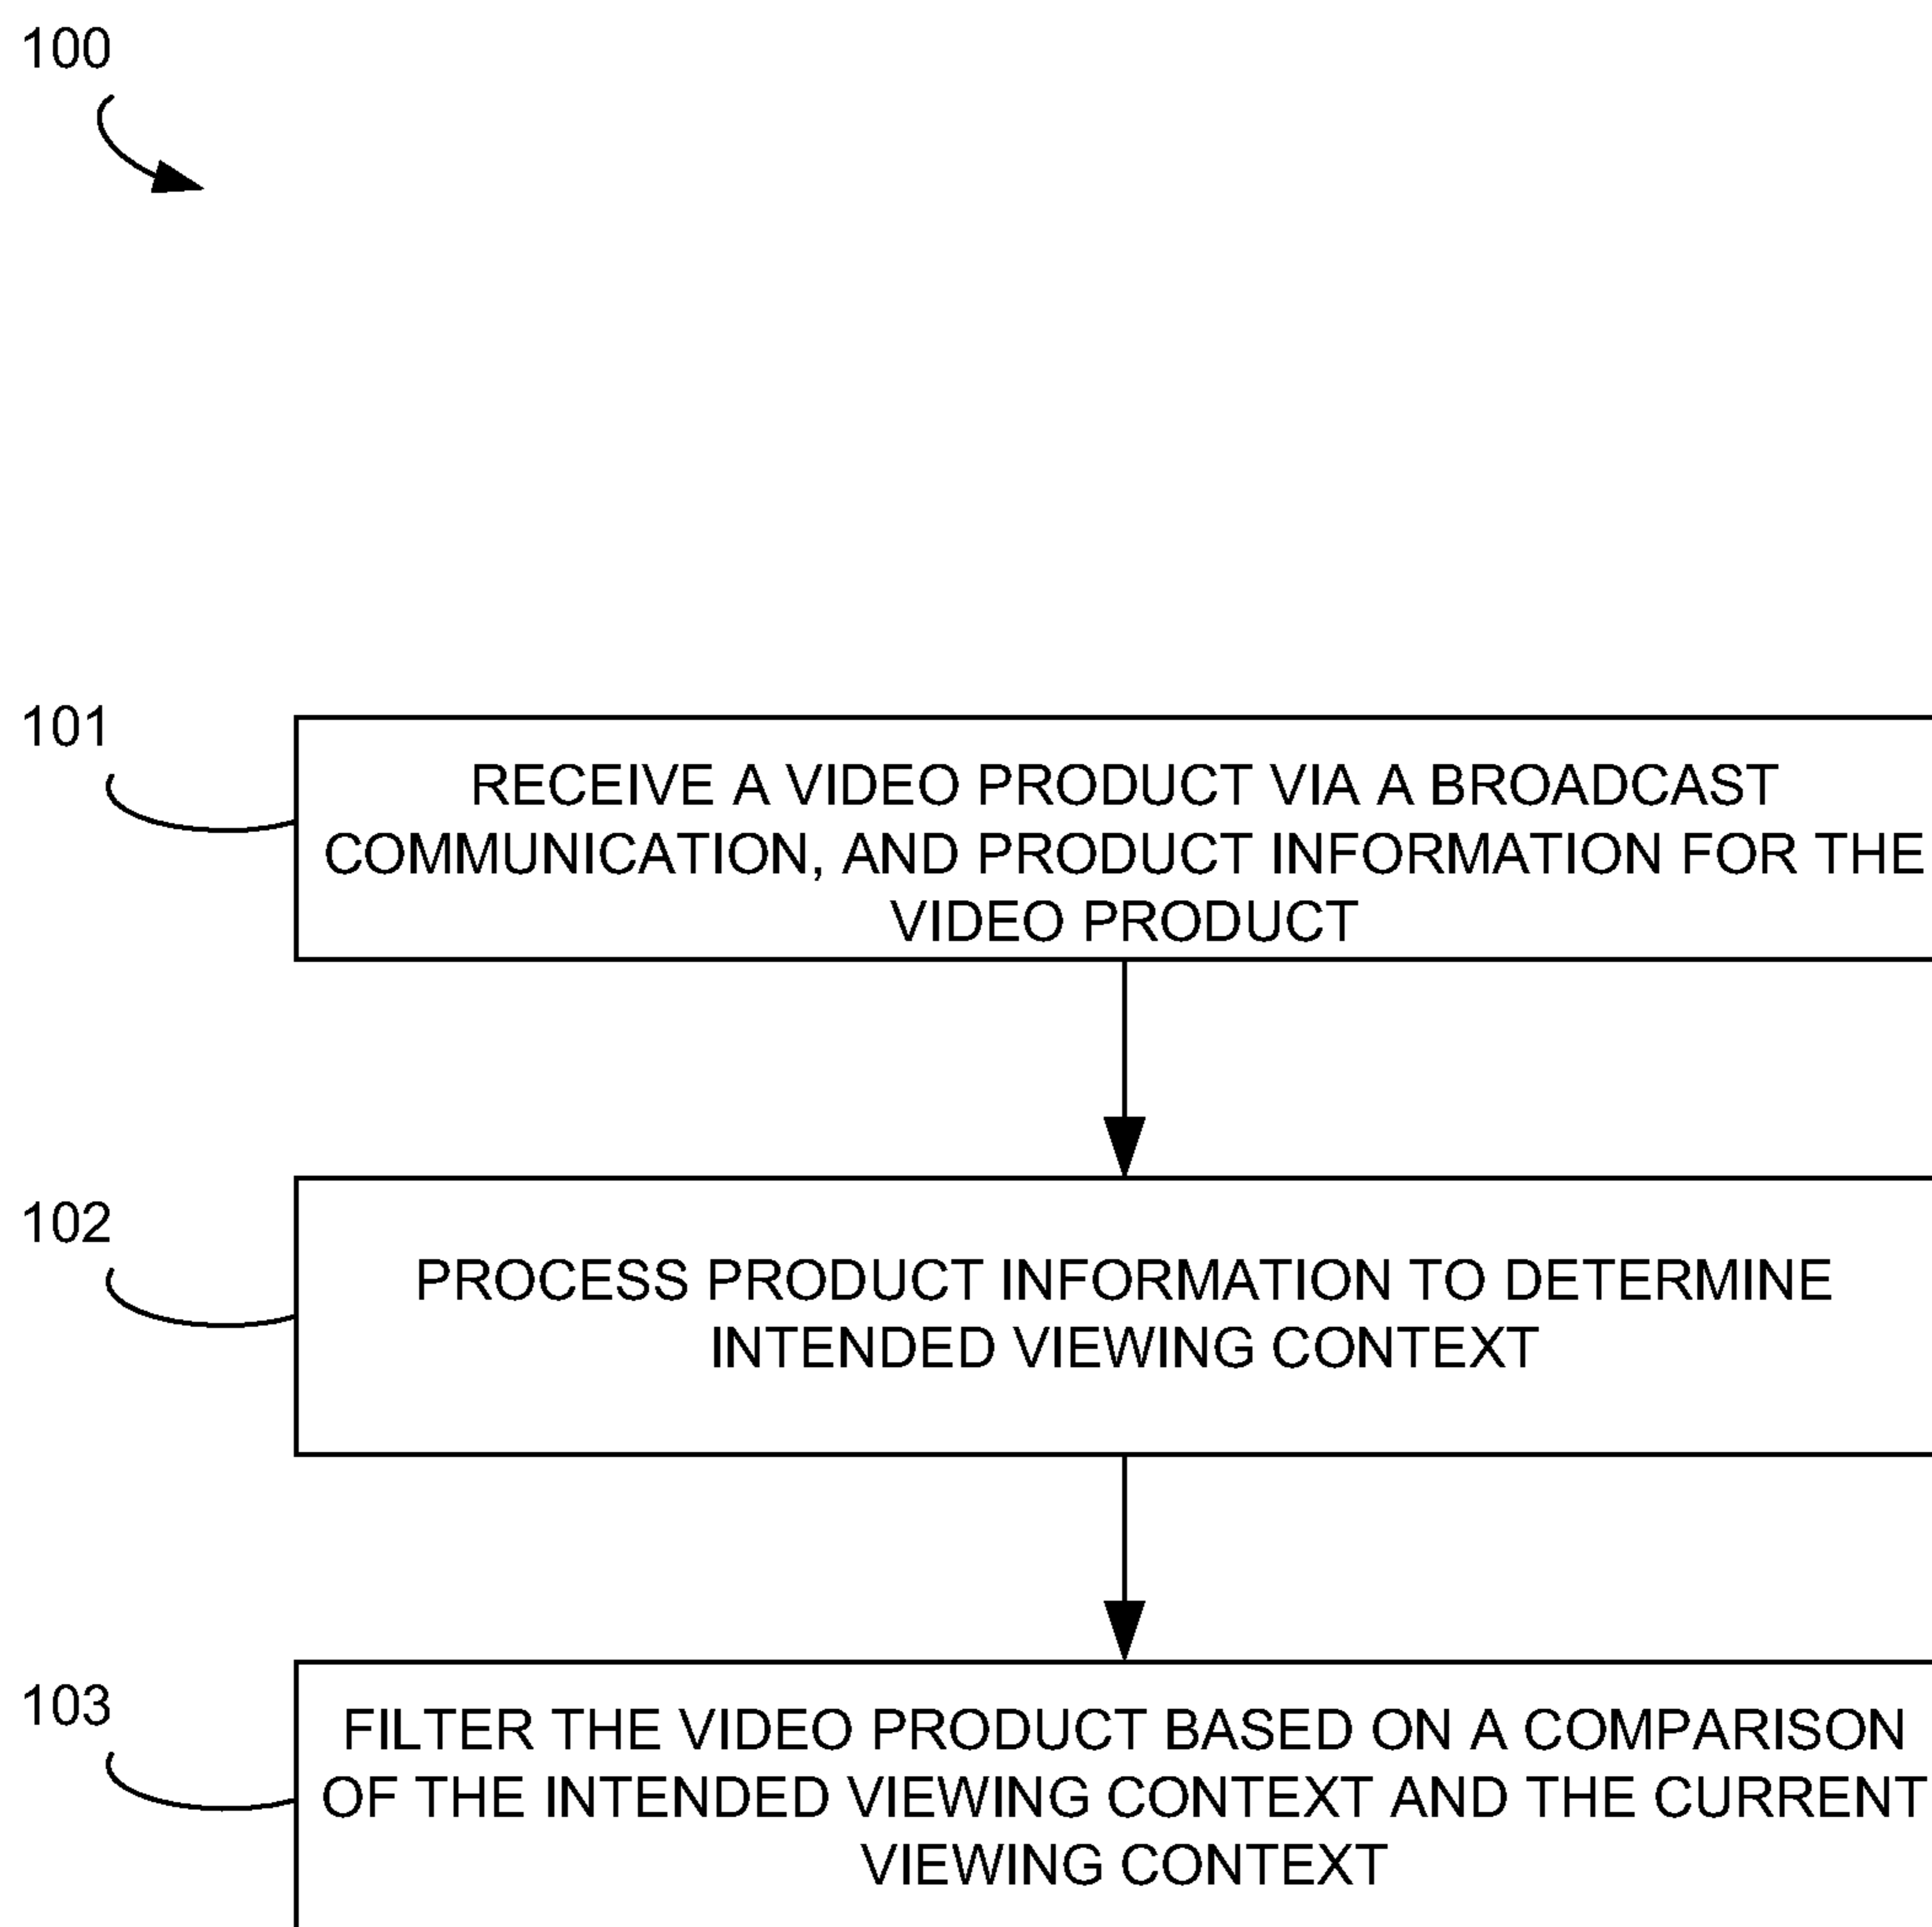 100
101
RECEIVE A VIDEO PRODUCT VIA A BROADCAST
COMMUNICATION, AND PRODUCT INFORMATION FOR THE
VIDEO PRODUCT
102
PROCESS PRODUCT INFORMATION TO DETERMINE
INTENDED VIEWING CONTEXT
103
FILTER THE VIDEO PRODUCT BASED ON A COMPARISON
OF THE INTENDED VIEWING CONTEXT AND THE CURRENT
VIEWING CONTEXT